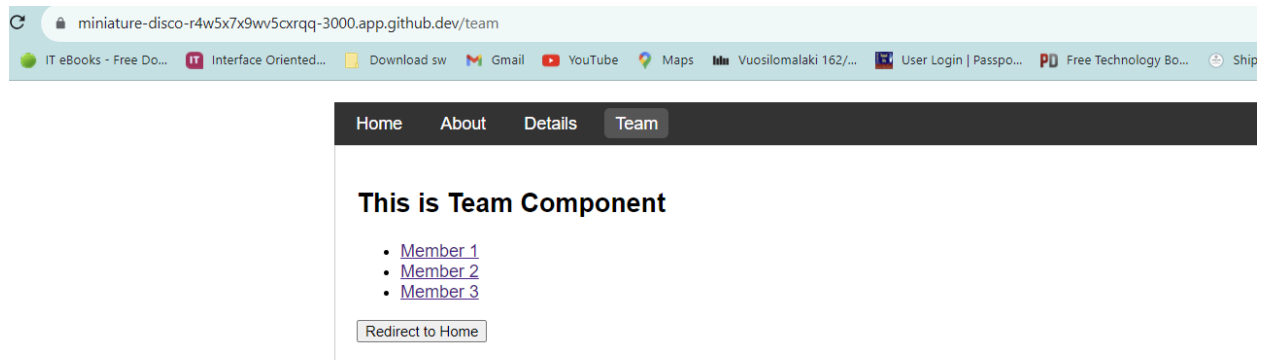 miniature-disco-r4w5x7x9wv5cxrqq-3000.app.github.dev/team
IT eBooks - Free Do... IT Interface Oriented... Download sw Gmail YouTube Maps Vuosilomalaki 162/... User Login | Passpo... PD Free Technology Bo... Ship
Home About Details Team
This is Team Component
Member 1
Member 2
Member 3
Redirect to Home